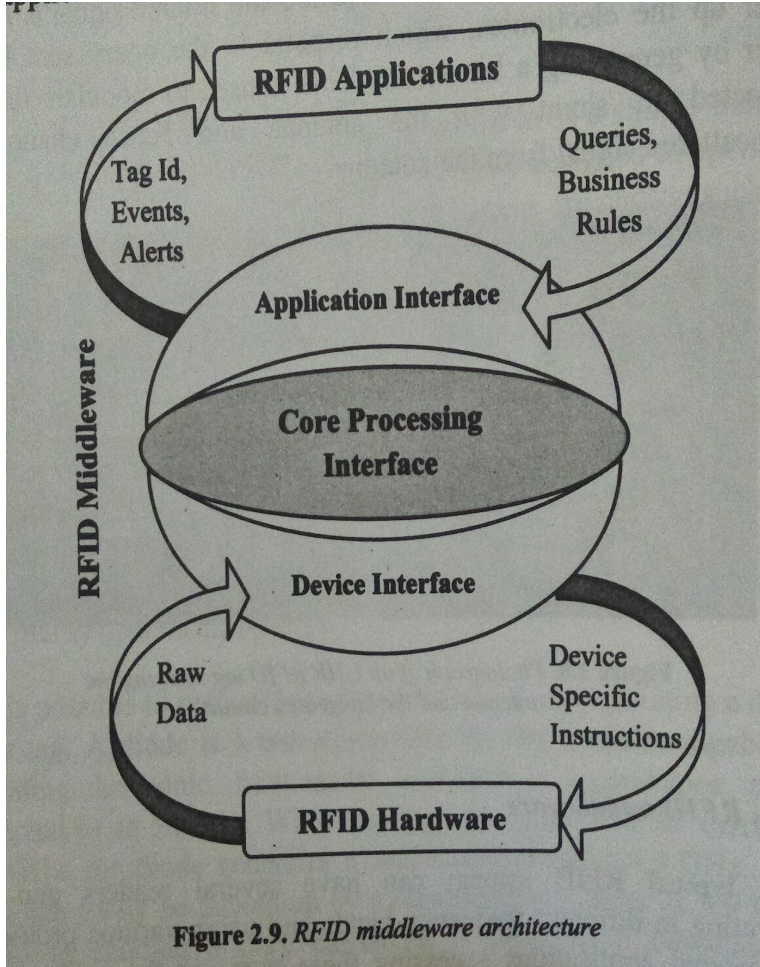 RFID Applications
Tag Id,
Events,
Alerts
Queries,
Business
Rules
Application Interface
Core Processing
Interface
RFID Middleware
Device Interface
Raw
Data
Device
Specific
Instructions
RFID Hardware
Figure 2.9. RFID middleware architecture